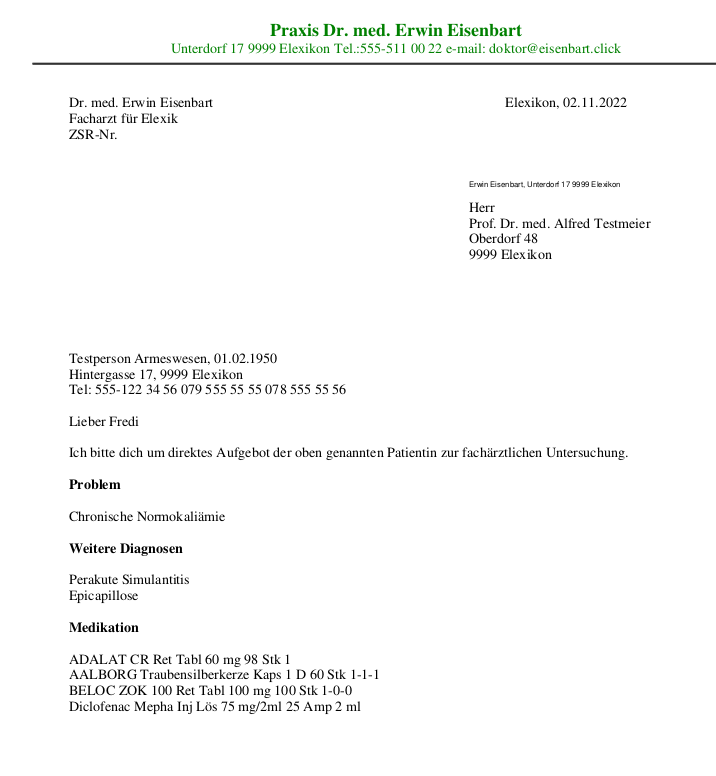 Praxis Dr. med. Erwin Eisenbart
Unterdorf 17 9999 Elexikon Tel.:555-511 00 22 e-mail: doktor@eisenbart.click
Dr. med. Erwin Eisenbart
Elexikon, 02.11.2022
Facharzt für Elexik
ZSR-Nr.
Erwin Eisenbart, Unterdorf 17 9999 Elexikon
Herr
Prof. Dr. med. Alfred Testmeier
Oberdorf 48
9999 Elexikon
Testperson Armeswesen, 01.02.1950
Hintergasse 17, 9999 Elexikon
Tel: 555-122 34 56 079 555 55 55 078 555 55 56
Lieber Fredi
Ich bitte dich um direktes Aufgebot der oben genannten Patientin zur fachärztlichen Untersuchung.
Problem
Chronische Normokaliämie
Weitere Diagnosen
Perakute Simulantitis
Epicapillose
Medikation
ADALAT CR Ret Tabl 60 mg 98 Stk 1
AALBORG Traubensilberkerze Kaps 1 D 60 Stk 1-1-1
BELOC ZOK 100 Ret Tabl 100 mg 100 Stk 1-0-0
Diclofenac Mepha Inj Lös 75 mg/2ml 25 Amp 2 ml